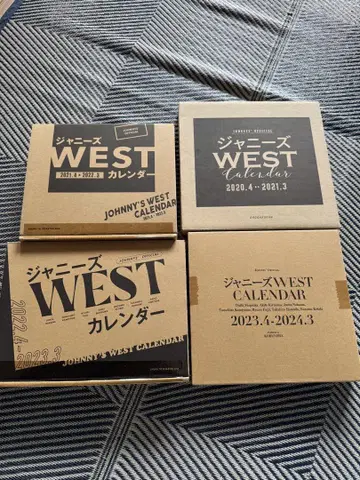 ジャニーズ
WEST
2021.4-2022.3 カレンダー
JOHNNY'S WEST
CALENDAR
JOHNNYS' OFFICIAL
ジャニーズ
WEST
Calendar
2020.4 - 2021.3
ジャニーズ
WEST
カレンダー
2022.4-2023.3
JOHNNY'S WEST CALENDAR
ジャニーズWEST
CALENDAR
2023.4-2024.3